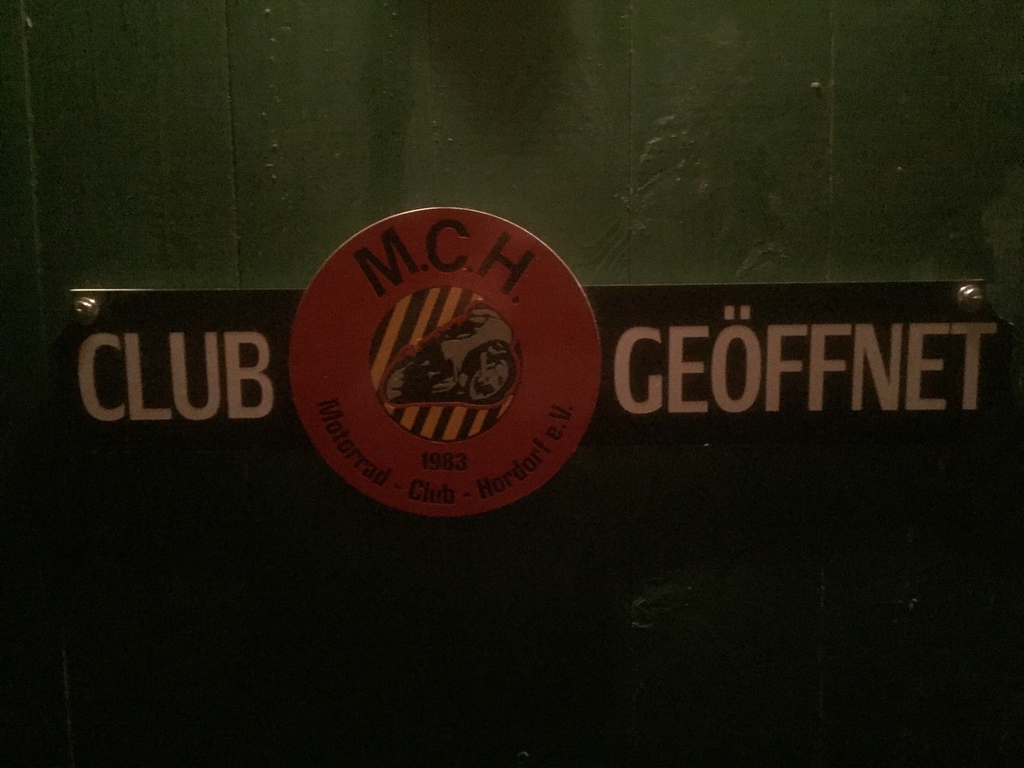 M.C.H.
CLUB GEÖFFNET
1983
Motorrad - Club - Hordorf e.V.